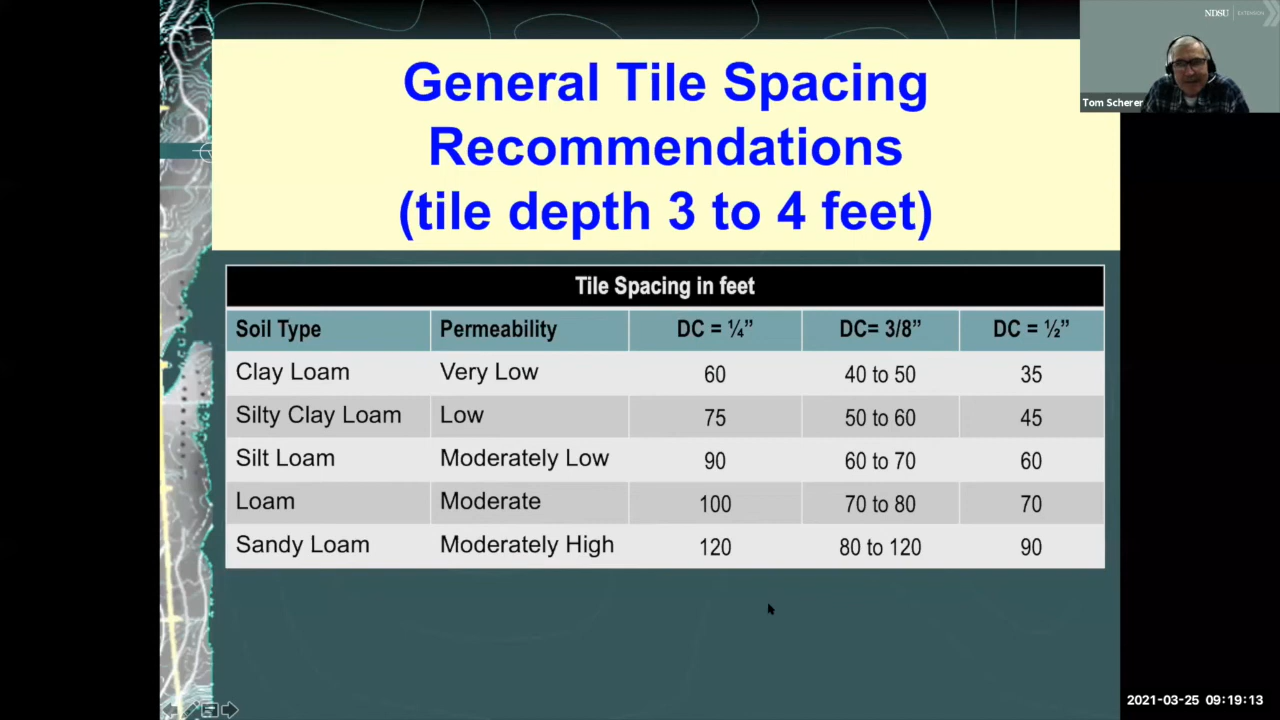 NDSU EXTENSION
Tom Scherer
General Tile Spacing
Recommendations
(tile depth 3 to 4 feet)
Tile Spacing in feet
Soil Type Permeability DC = ¼” DC= 3/8” DC = ½”
Clay Loam Very Low 60 40 to 50 35
Silty Clay Loam Low 75 50 to 60 45
Silt Loam Moderately Low 90 60 to 70 60
Loam Moderate 100 70 to 80 70
Sandy Loam Moderately High 120 80 to 120 90
2021-03-25 09:19:13